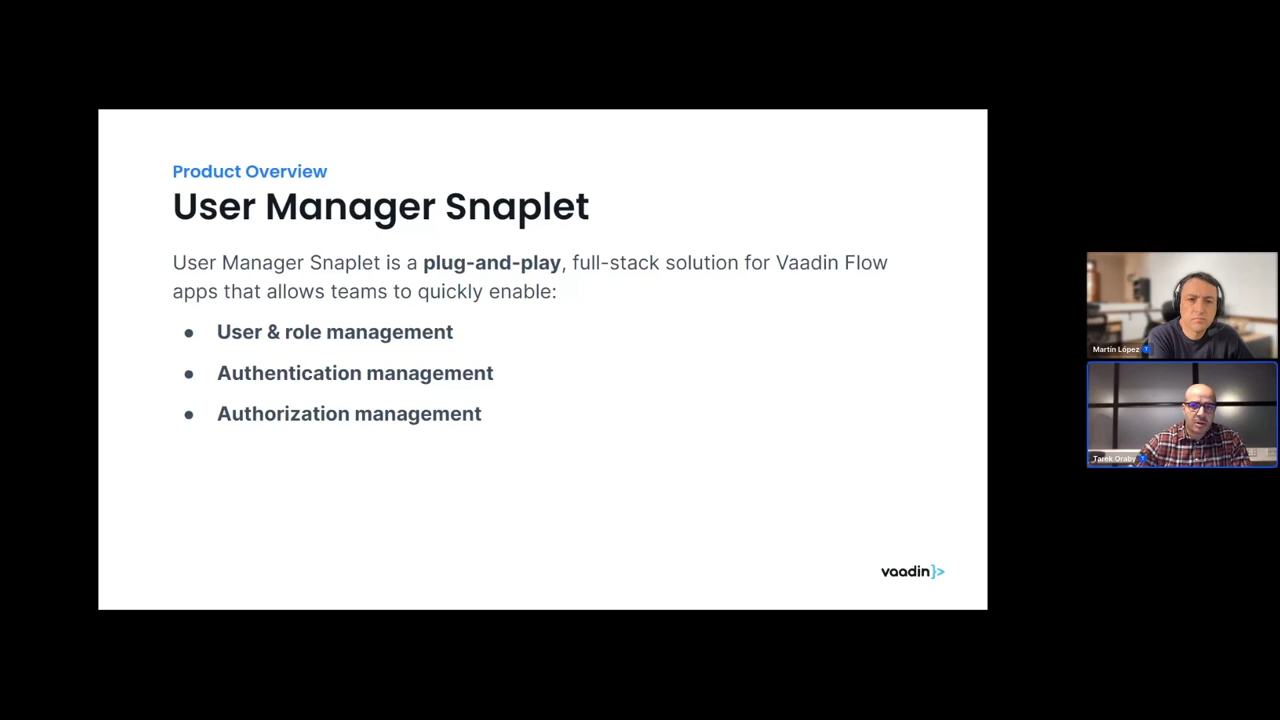 Product Overview
User Manager Snaplet
User Manager Snaplet is a plug-and-play, full-stack solution for Vaadin Flow
apps that allows teams to quickly enable:
● User & role management
● Authentication management
● Authorization management
vaadin}>
Martín López
Tarek Oraby